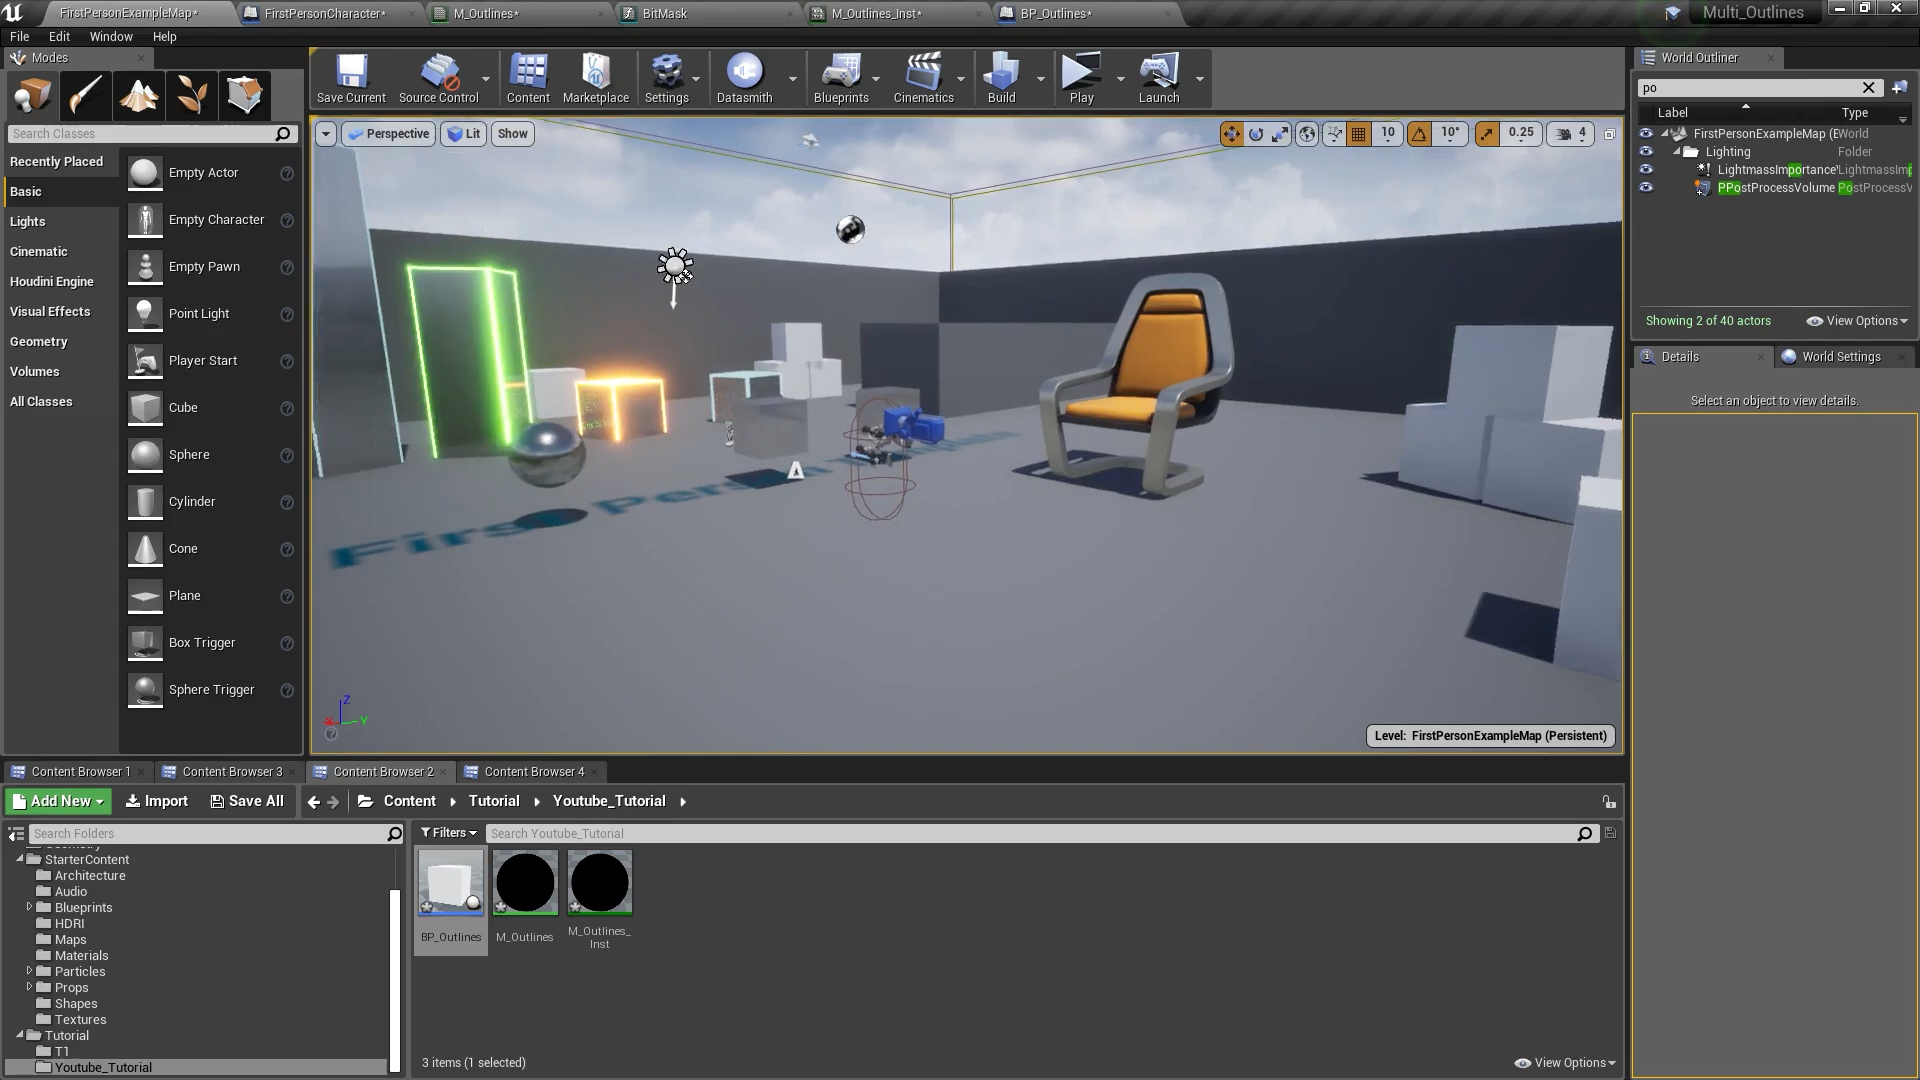 FirstPersonExampleMap*
FirstPersonCharacter*
M_Outlines*
BitMask
M_Outlines_Inst*
BP_Outlines*
Multi_Outlines
File Edit Window Help
Modes
Save Current
Source Control
Content
Marketplace
Settings
Datasmith
Blueprints
Cinematics
Build
Play
Launch
World Outliner
po
Label Type
FirstPersonExampleMap (E World
Lighting Folder
LightmassImportanceV LightmassImp
PPostProcessVolume PostProcessV
Showing 2 of 40 actors
View Options
Details
World Settings
Select an object to view details.
Search Classes
Recently Placed
Basic
Lights
Cinematic
Houdini Engine
Visual Effects
Geometry
Volumes
All Classes
Empty Actor
Empty Character
Empty Pawn
Point Light
Player Start
Cube
Sphere
Cylinder
Cone
Plane
Box Trigger
Sphere Trigger
Perspective
Lit
Show
10
10°
0.25
4
First Person
Z
X
Y
Level: FirstPersonExampleMap (Persistent)
Content Browser 1
Content Browser 3
Content Browser 2
Content Browser 4
Add New
Import
Save All
Content
Tutorial
Youtube_Tutorial
Search Folders
Filters
Search Youtube_Tutorial
Geometry
StarterContent
Architecture
Audio
Blueprints
HDRI
Maps
Materials
Particles
Props
Shapes
Textures
Tutorial
T1
Youtube_Tutorial
BP_Outlines
M_Outlines
M_Outlines_
Inst
3 items (1 selected)
View Options